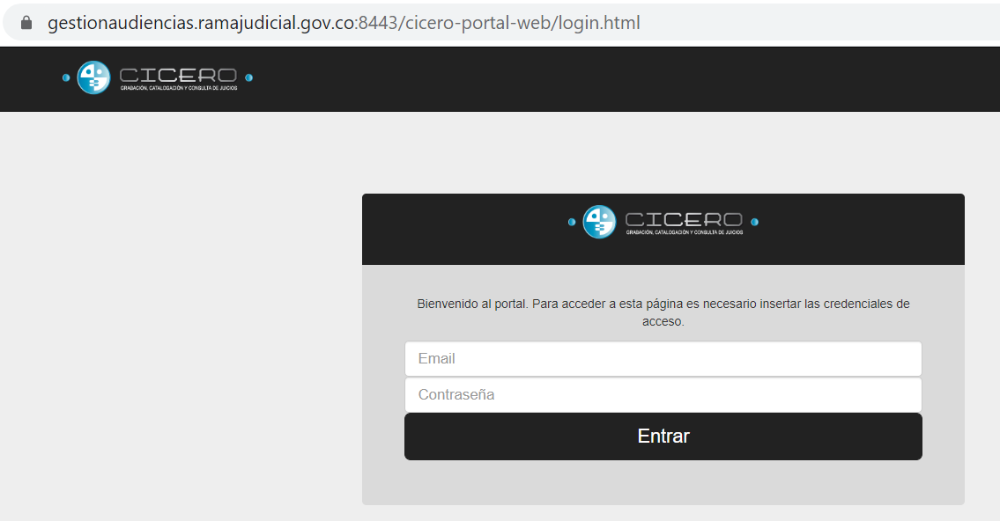 gestionaudiencias.ramajudicial.gov.co:8443/cicero-portal-web/login.html
CICERO
GRABACIÓN, CATALOGACIÓN Y CONSULTA DE JUICIOS
CICERO
GRABACIÓN, CATALOGACIÓN Y CONSULTA DE JUICIOS
Bienvenido al portal. Para acceder a esta página es necesario insertar las credenciales de
acceso.
Email
Contraseña
Entrar